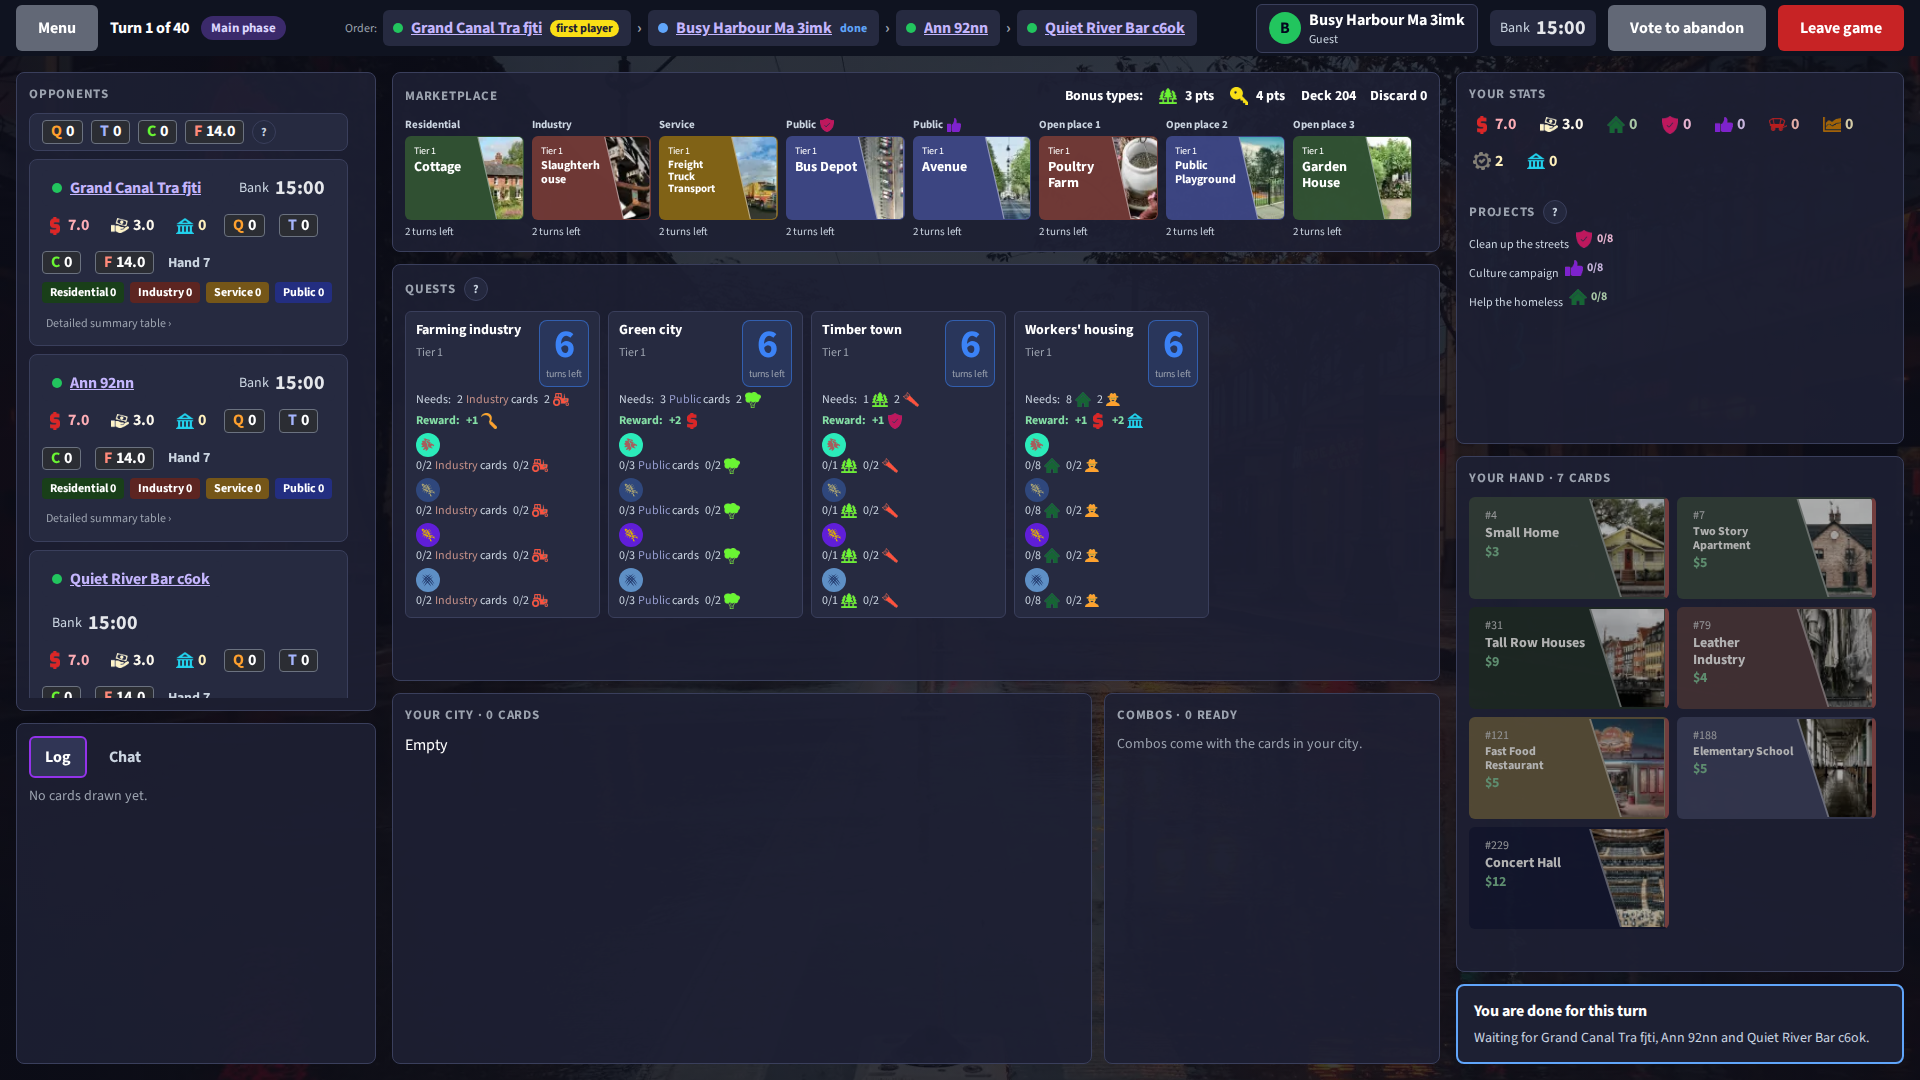 Menu
Turn 1 of 40
Main phase
Order:
Grand Canal Tra fjti first player
›
Busy Harbour Ma 3imk done
›
Ann 92nn
›
Quiet River Bar c6ok
B
Busy Harbour Ma 3imk
Guest
Bank 15:00
Vote to abandon
Leave game
OPPONENTS
Q 0 T 0 C 0 F 14.0 ?
Grand Canal Tra fjti
Bank 15:00
7.0 3.0 0 Q 0 T 0
C 0 F 14.0 Hand 7
Residential 0 Industry 0 Service 0 Public 0
Detailed summary table ›
Ann 92nn
Bank 15:00
7.0 3.0 0 Q 0 T 0
C 0 F 14.0 Hand 7
Residential 0 Industry 0 Service 0 Public 0
Detailed summary table ›
Quiet River Bar c6ok
Bank 15:00
7.0 3.0 0 Q 0 T 0
C 0 F 14.0 Hand 7
Log
Chat
No cards drawn yet.
MARKETPLACE
Bonus types: 3 pts 4 pts Deck 204 Discard 0
Residential
Tier 1
Cottage
2 turns left
Industry
Tier 1
Slaughterh
ouse
2 turns left
Service
Tier 1
Freight
Truck
Transport
2 turns left
Public
Tier 1
Bus Depot
2 turns left
Public
Tier 1
Avenue
2 turns left
Open place 1
Tier 1
Poultry
Farm
2 turns left
Open place 2
Tier 1
Public
Playground
2 turns left
Open place 3
Tier 1
Garden
House
2 turns left
QUESTS ?
Farming industry
Tier 1
6
turns left
Needs: 2 Industry cards 2
Reward: +1
0/2 Industry cards 0/2
0/2 Industry cards 0/2
0/2 Industry cards 0/2
0/2 Industry cards 0/2
Green city
Tier 1
6
turns left
Needs: 3 Public cards 2
Reward: +2
0/3 Public cards 0/2
0/3 Public cards 0/2
0/3 Public cards 0/2
0/3 Public cards 0/2
Timber town
Tier 1
6
turns left
Needs: 1 2
Reward: +1
0/1 0/2
0/1 0/2
0/1 0/2
0/1 0/2
Workers' housing
Tier 1
6
turns left
Needs: 8 2
Reward: +1 +2
0/8 0/2
0/8 0/2
0/8 0/2
0/8 0/2
YOUR CITY · 0 CARDS
Empty
COMBOS · 0 READY
Combos come with the cards in your city.
YOUR STATS
7.0 3.0 0 0 0 0 0
2 0
PROJECTS ?
Clean up the streets 0/8
Culture campaign 0/8
Help the homeless 0/8
YOUR HAND · 7 CARDS
#4
Small Home
$3
#7
Two Story
Apartment
$5
#31
Tall Row Houses
$9
#79
Leather
Industry
$4
#121
Fast Food
Restaurant
$5
#188
Elementary School
$5
#229
Concert Hall
$12
You are done for this turn
Waiting for Grand Canal Tra fjti, Ann 92nn and Quiet River Bar c6ok.